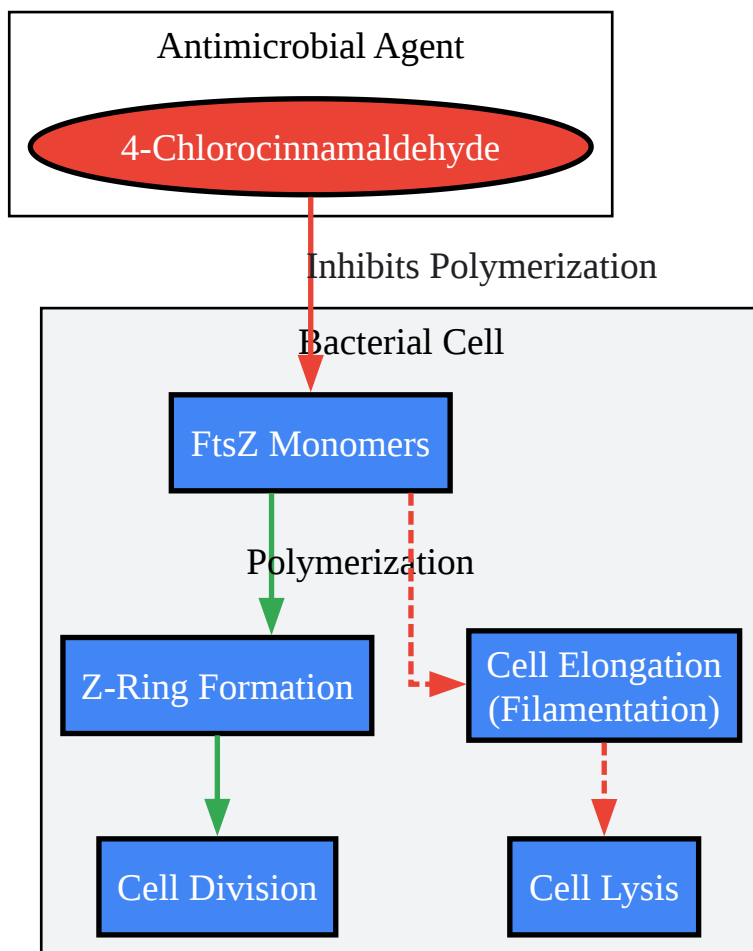 Antimicrobial Agent
4-Chlorocinnamaldehyde
Inhibits Polymerization
Bacterial Cell
FtsZ Monomers
Polymerization
Z-Ring Formation
Cell Elongation
(Filamentation)
Cell Division
Cell Lysis